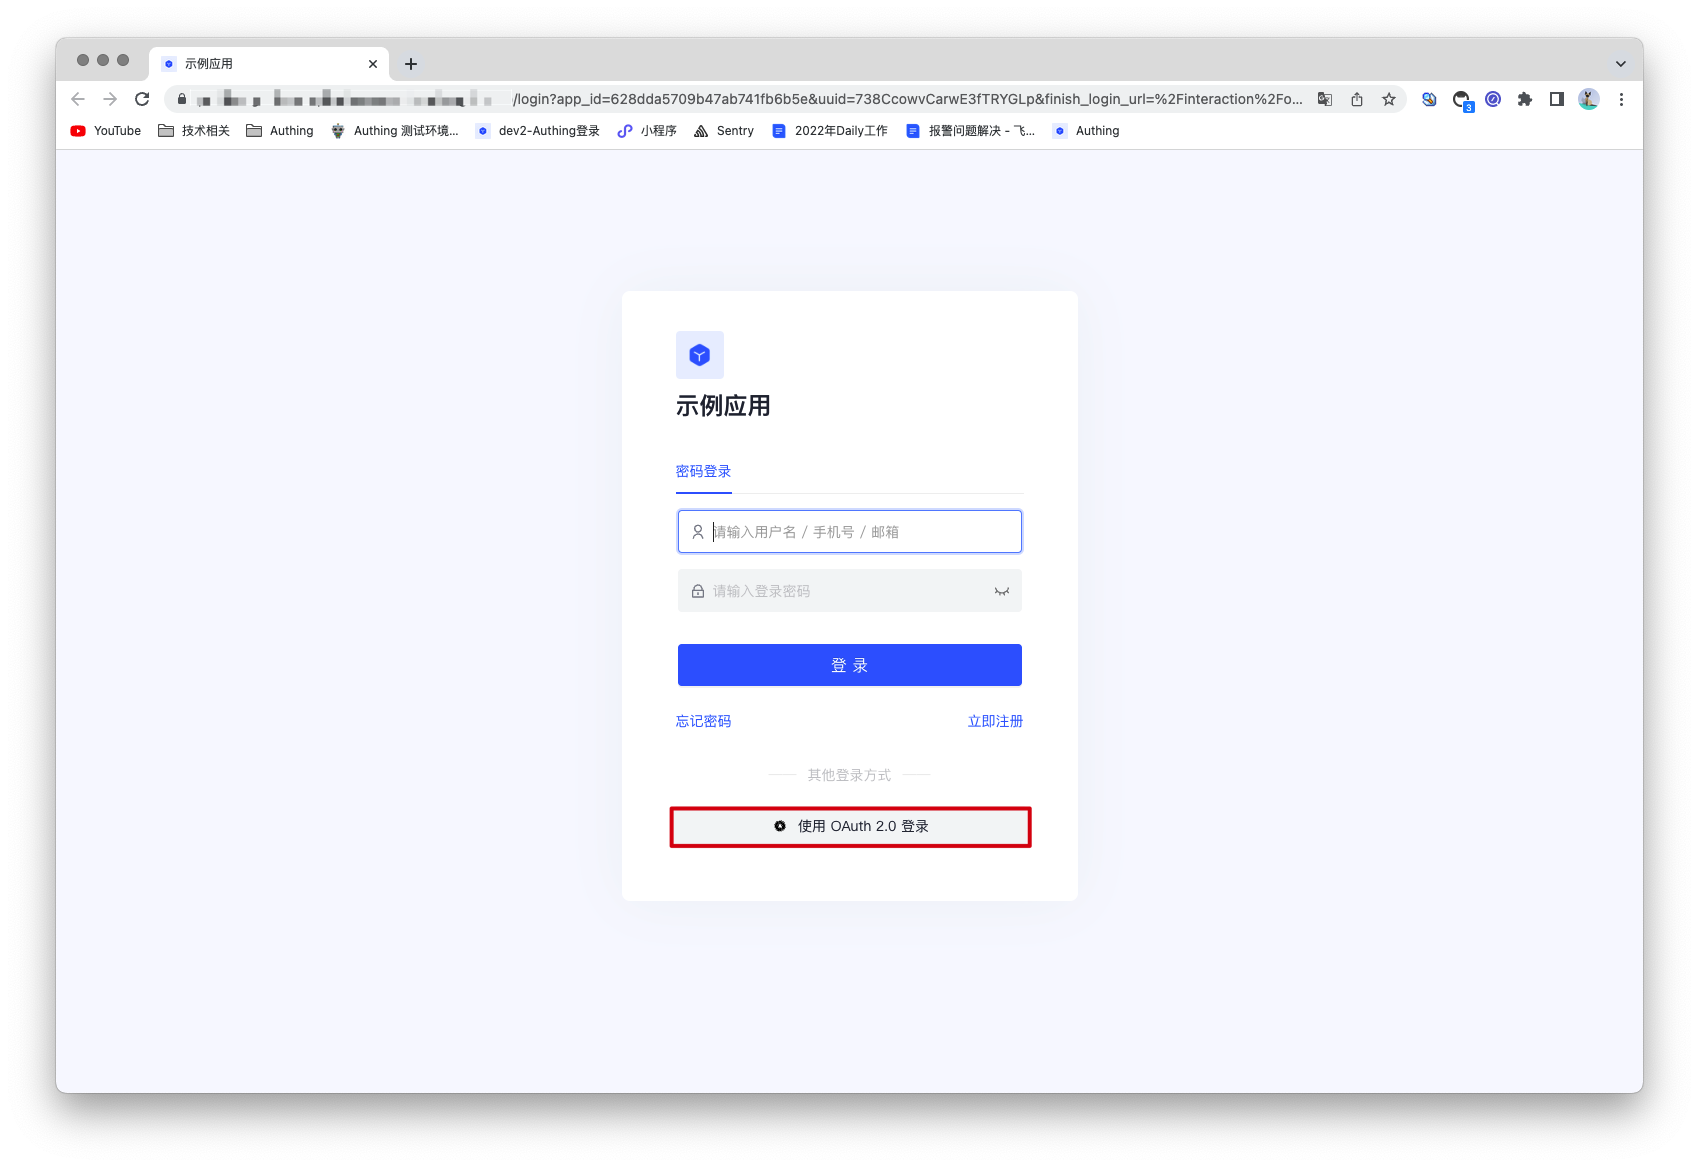 示例应用
/login?app_id=628dda5709b47ab741fb6b5e&uuid=738CcowvCarwE3fTRYGLp&finish_login_url=%2Finteraction%2Fo...
3
YouTube 技术相关 Authing Authing 测试环境... dev2-Authing登录 小程序 Sentry 2022年Daily工作 报警问题解决 - 飞... Authing
示例应用
密码登录
请输入用户名 / 手机号 / 邮箱
请输入登录密码
登 录
忘记密码 立即注册
其他登录方式
使用 OAuth 2.0 登录